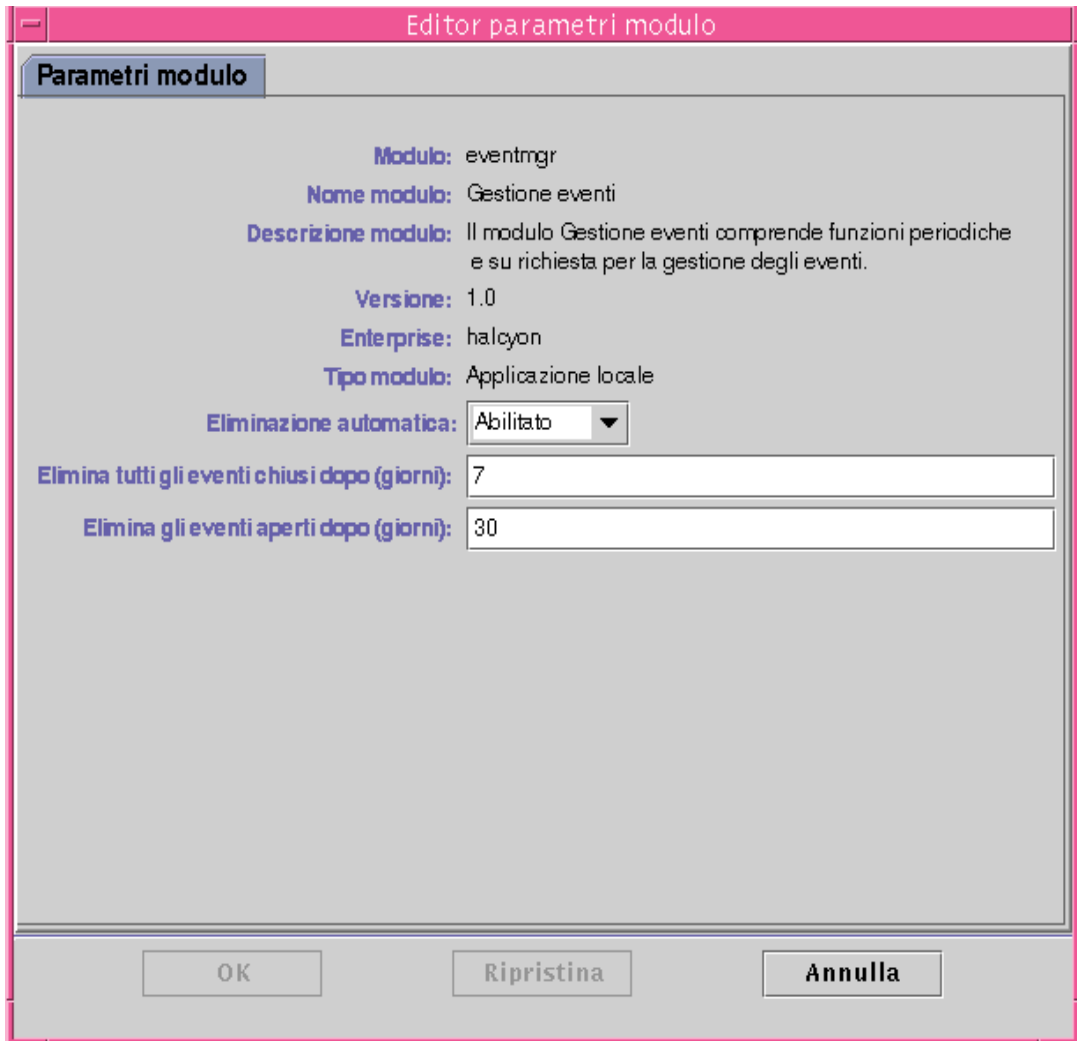 Editor parametri modulo
Parametri modulo
Modulo: eventmgr
Nome modulo: Gestione eventi
Descrizione modulo: Il modulo Gestione eventi comprende funzioni periodiche
e su richiesta per la gestione degli eventi.
Versione: 1.0
Enterprise: halcyon
Tipo modulo: Applicazione locale
Eliminazione automatica: Abilitato
Elimina tutti gli eventi chiusi dopo (giorni): 7
Elimina gli eventi aperti dopo (giorni): 30
OK Ripristina Annulla